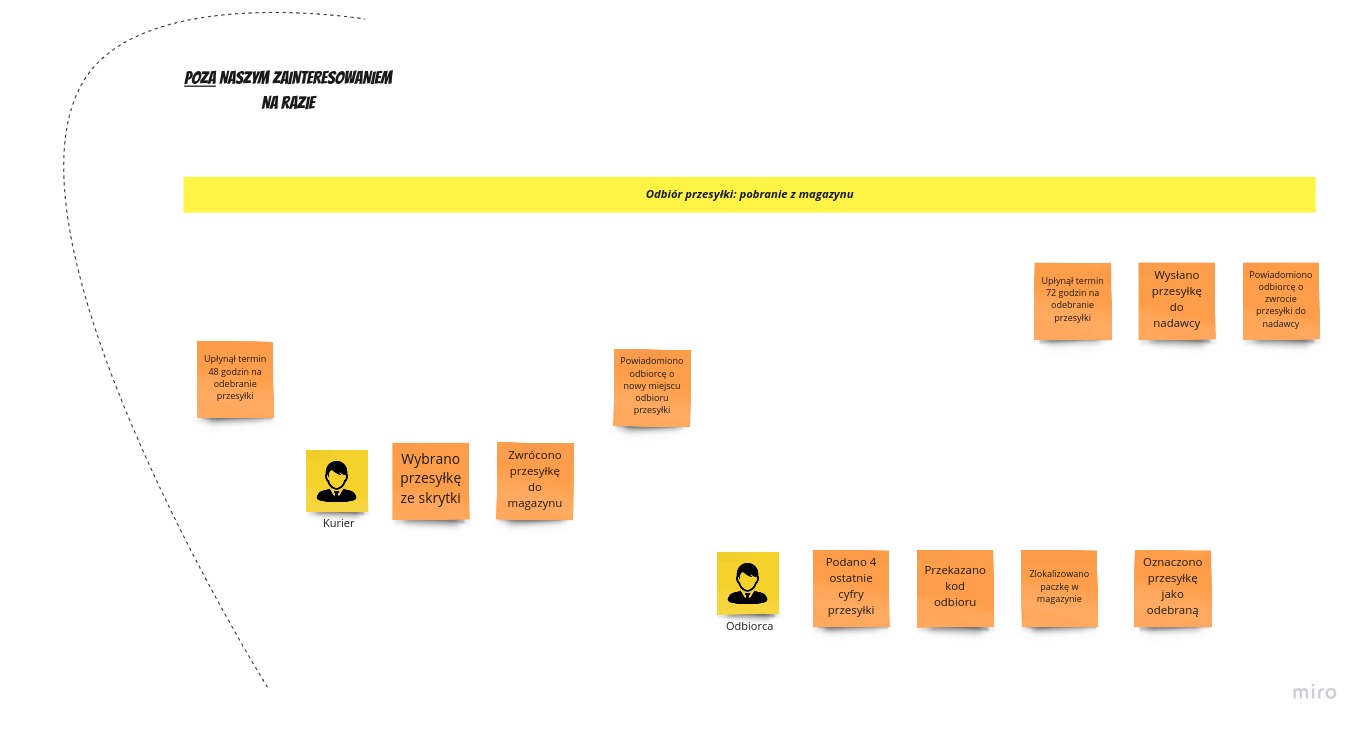 POZA NASZYM ZAINTERESOWANIEM
NA RAZIE
Odbiór przesyłki: pobranie z magazynu
Upłynął termin
72 godzin na
odebranie
przesyłki
Wysłano
przesyłkę
do
nadawcy
Powiadomiono
odbiorcę o
zwrocie
przesyłki do
nadawcy
Upłynął termin
48 godzin na
odebranie
przesyłki
Powiadomiono
odbiorcę o
nowy miejscu
odbioru
przesyłki
Kurier
Wybrano
przesyłkę
ze skrytki
Zwrócono
przesyłkę
do
magazynu
Odbiorca
Podano 4
ostatnie
cyfry
przesyłki
Przekazano
kod
odbioru
Zlokalizowano
paczkę w
magazynie
Oznaczono
przesyłkę
jako
odebraną
miro